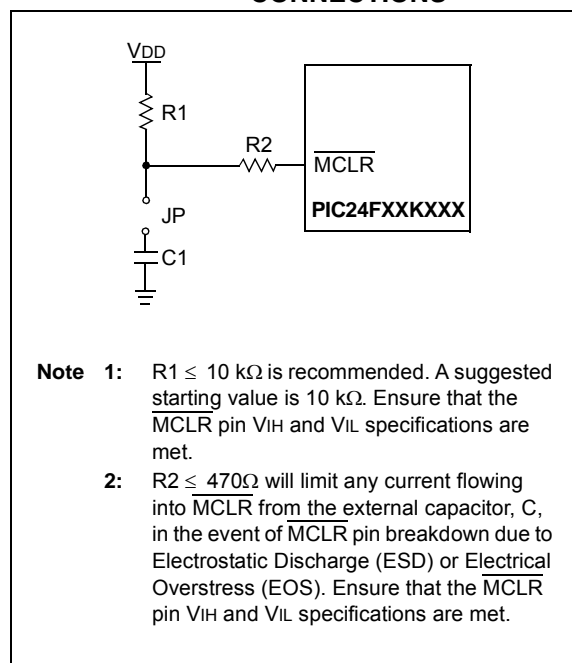 CONNECTIONS
VDD
R1
R2
MCLR
PIC24FXXKXXX
JP
C1
Note 1: R1 ≤ 10 kΩ is recommended. A suggested
starting value is 10 kΩ. Ensure that the
MCLR pin VIH and VIL specifications are
met.
2: R2 ≤ 470Ω will limit any current flowing
into MCLR from the external capacitor, C,
in the event of MCLR pin breakdown due to
Electrostatic Discharge (ESD) or Electrical
Overstress (EOS). Ensure that the MCLR
pin VIH and VIL specifications are met.